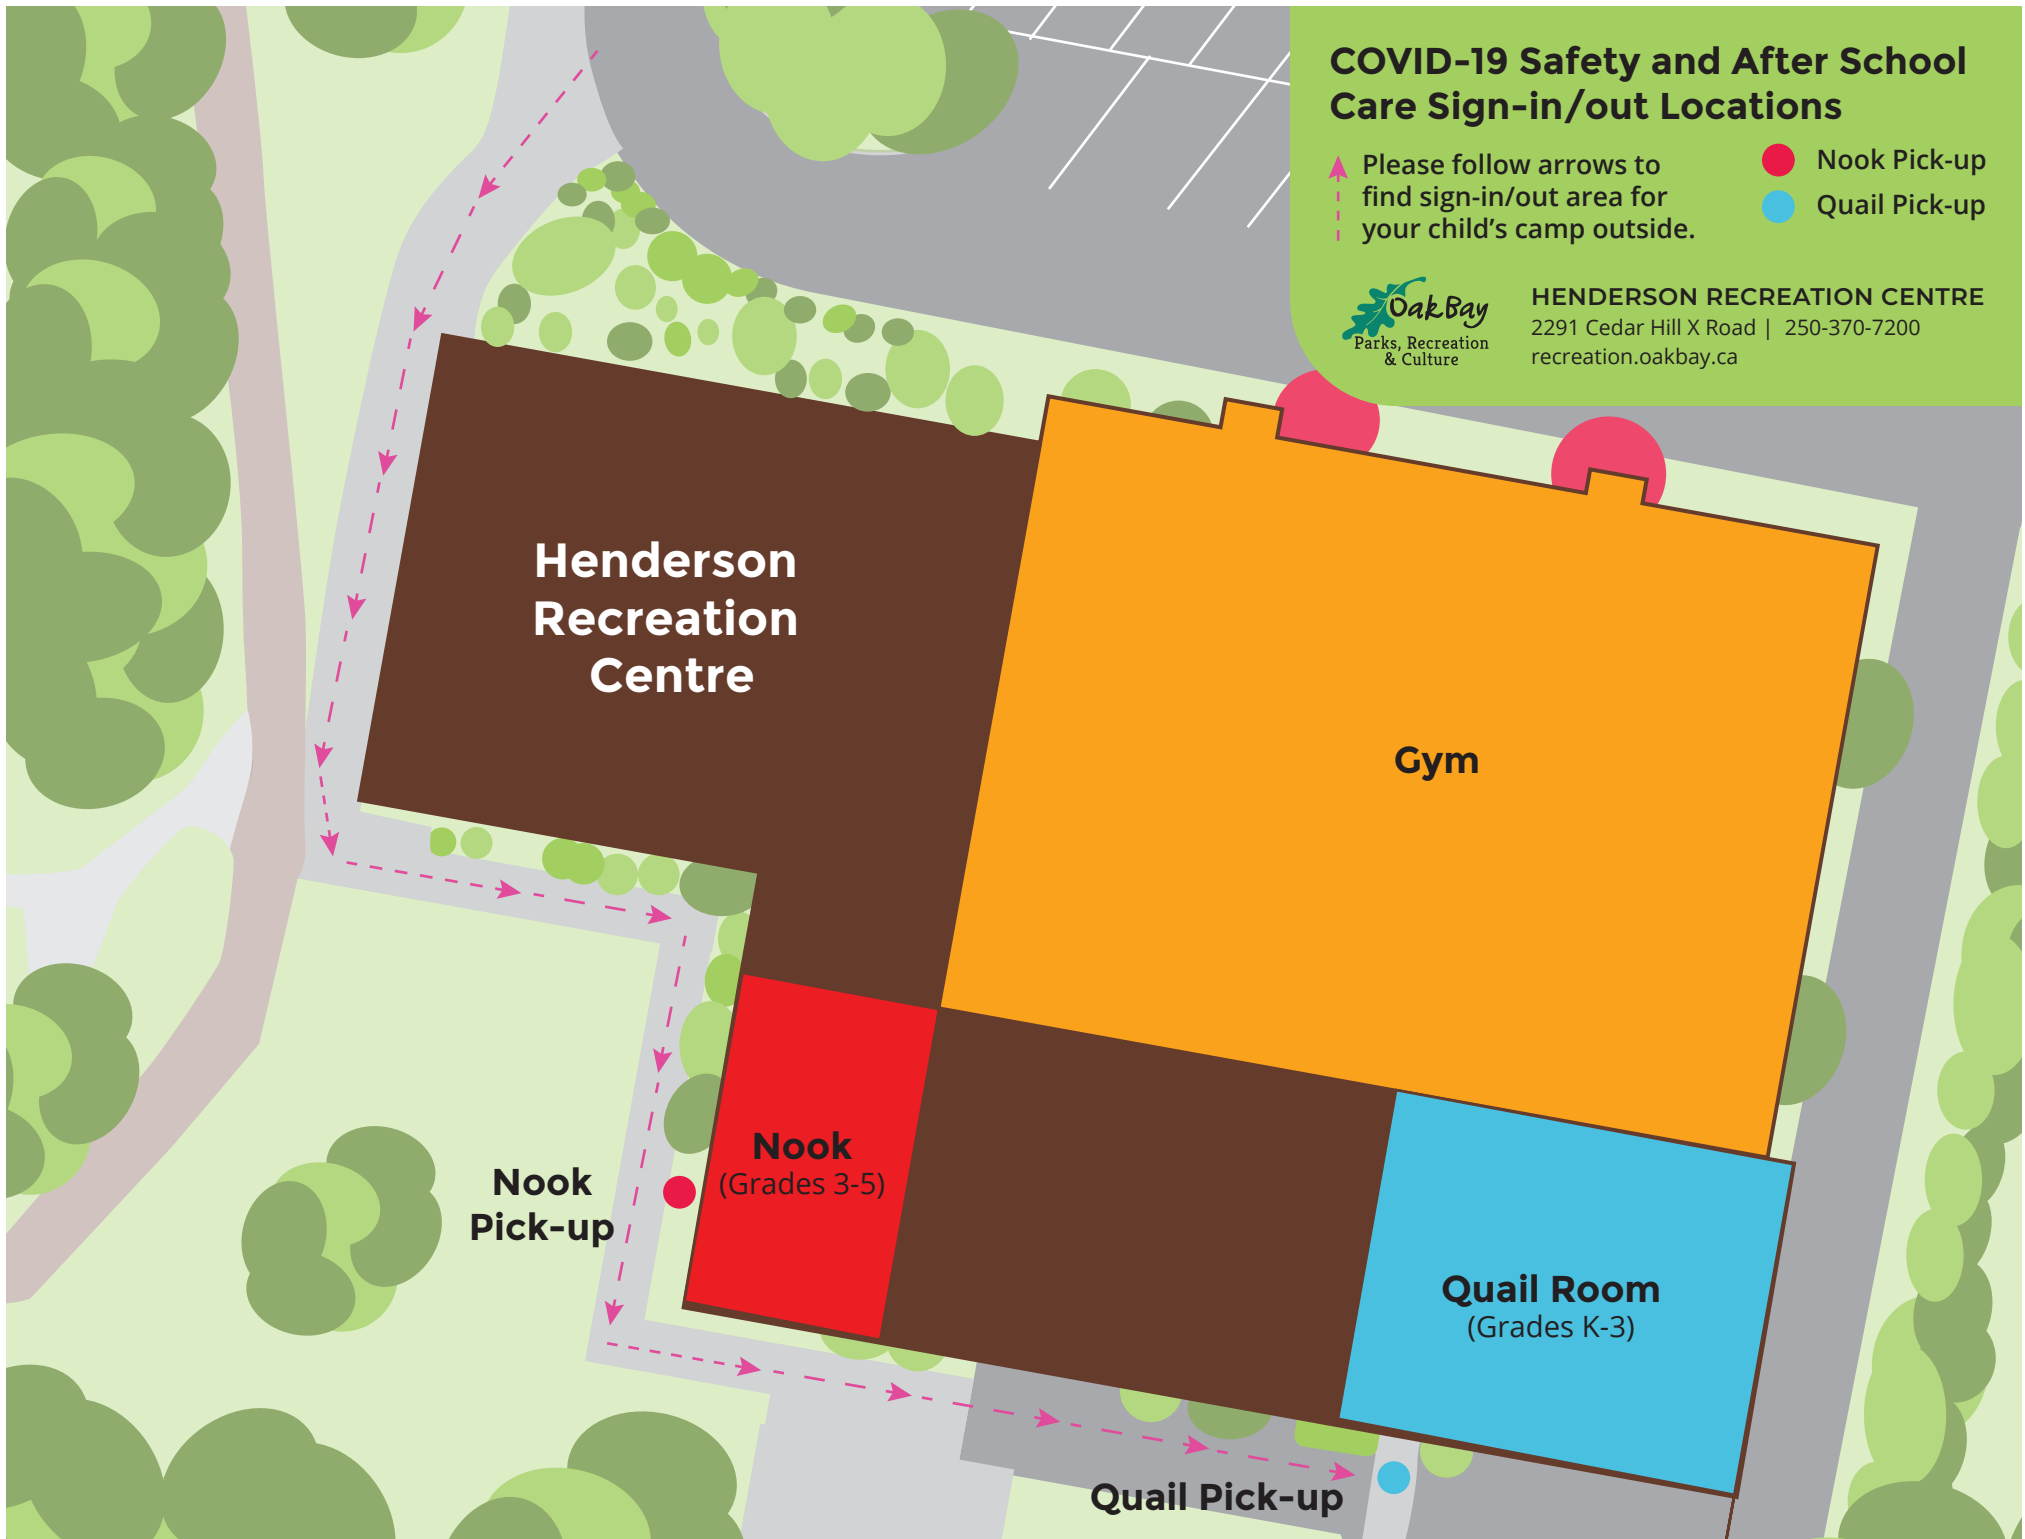 COVID-19 Safety and After School
Care Sign-in/out Locations
Please follow arrows to
find sign-in/out area for
your child's camp outside.
Nook Pick-up
Quail Pick-up
Oak Bay
Parks, Recreation
& Culture
HENDERSON RECREATION CENTRE
2291 Cedar Hill X Road | 250-370-7200
recreation.oakbay.ca
Henderson
Recreation
Centre
Gym
Nook
(Grades 3-5)
Nook
Pick-up
Quail Room
(Grades K-3)
Quail Pick-up